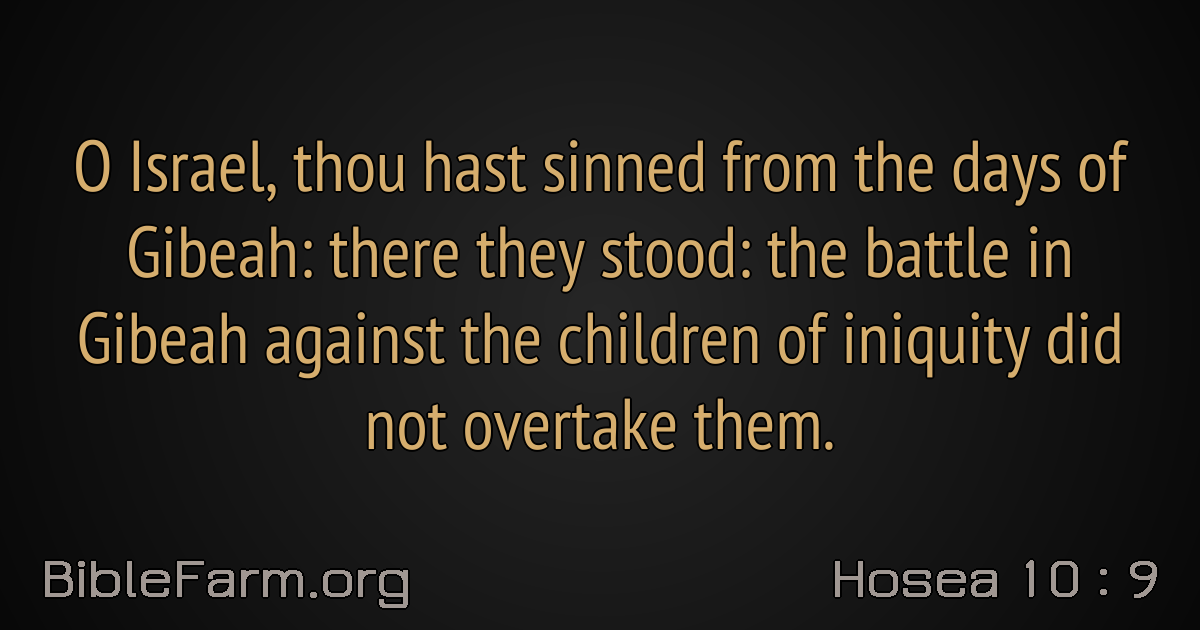 O Israel, thou hast sinned from the days of
Gibeah: there they stood: the battle in
Gibeah against the children of iniquity did
not overtake them.
BibleFarm.org
Hosea 10 : 9